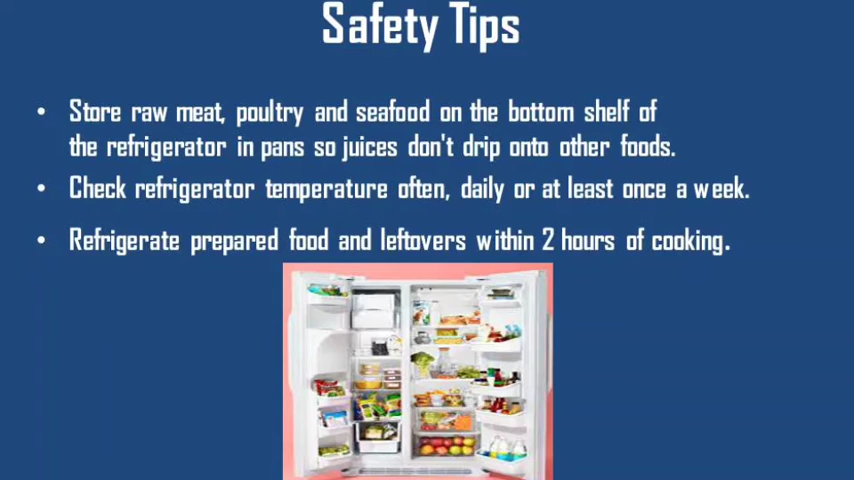 Safety Tips
• Store raw meat, poultry and seafood on the bottom shelf of
the refrigerator in pans so juices don't drip onto other foods.
• Check refrigerator temperature often, daily or at least once a week.
• Refrigerate prepared food and leftovers within 2 hours of cooking.